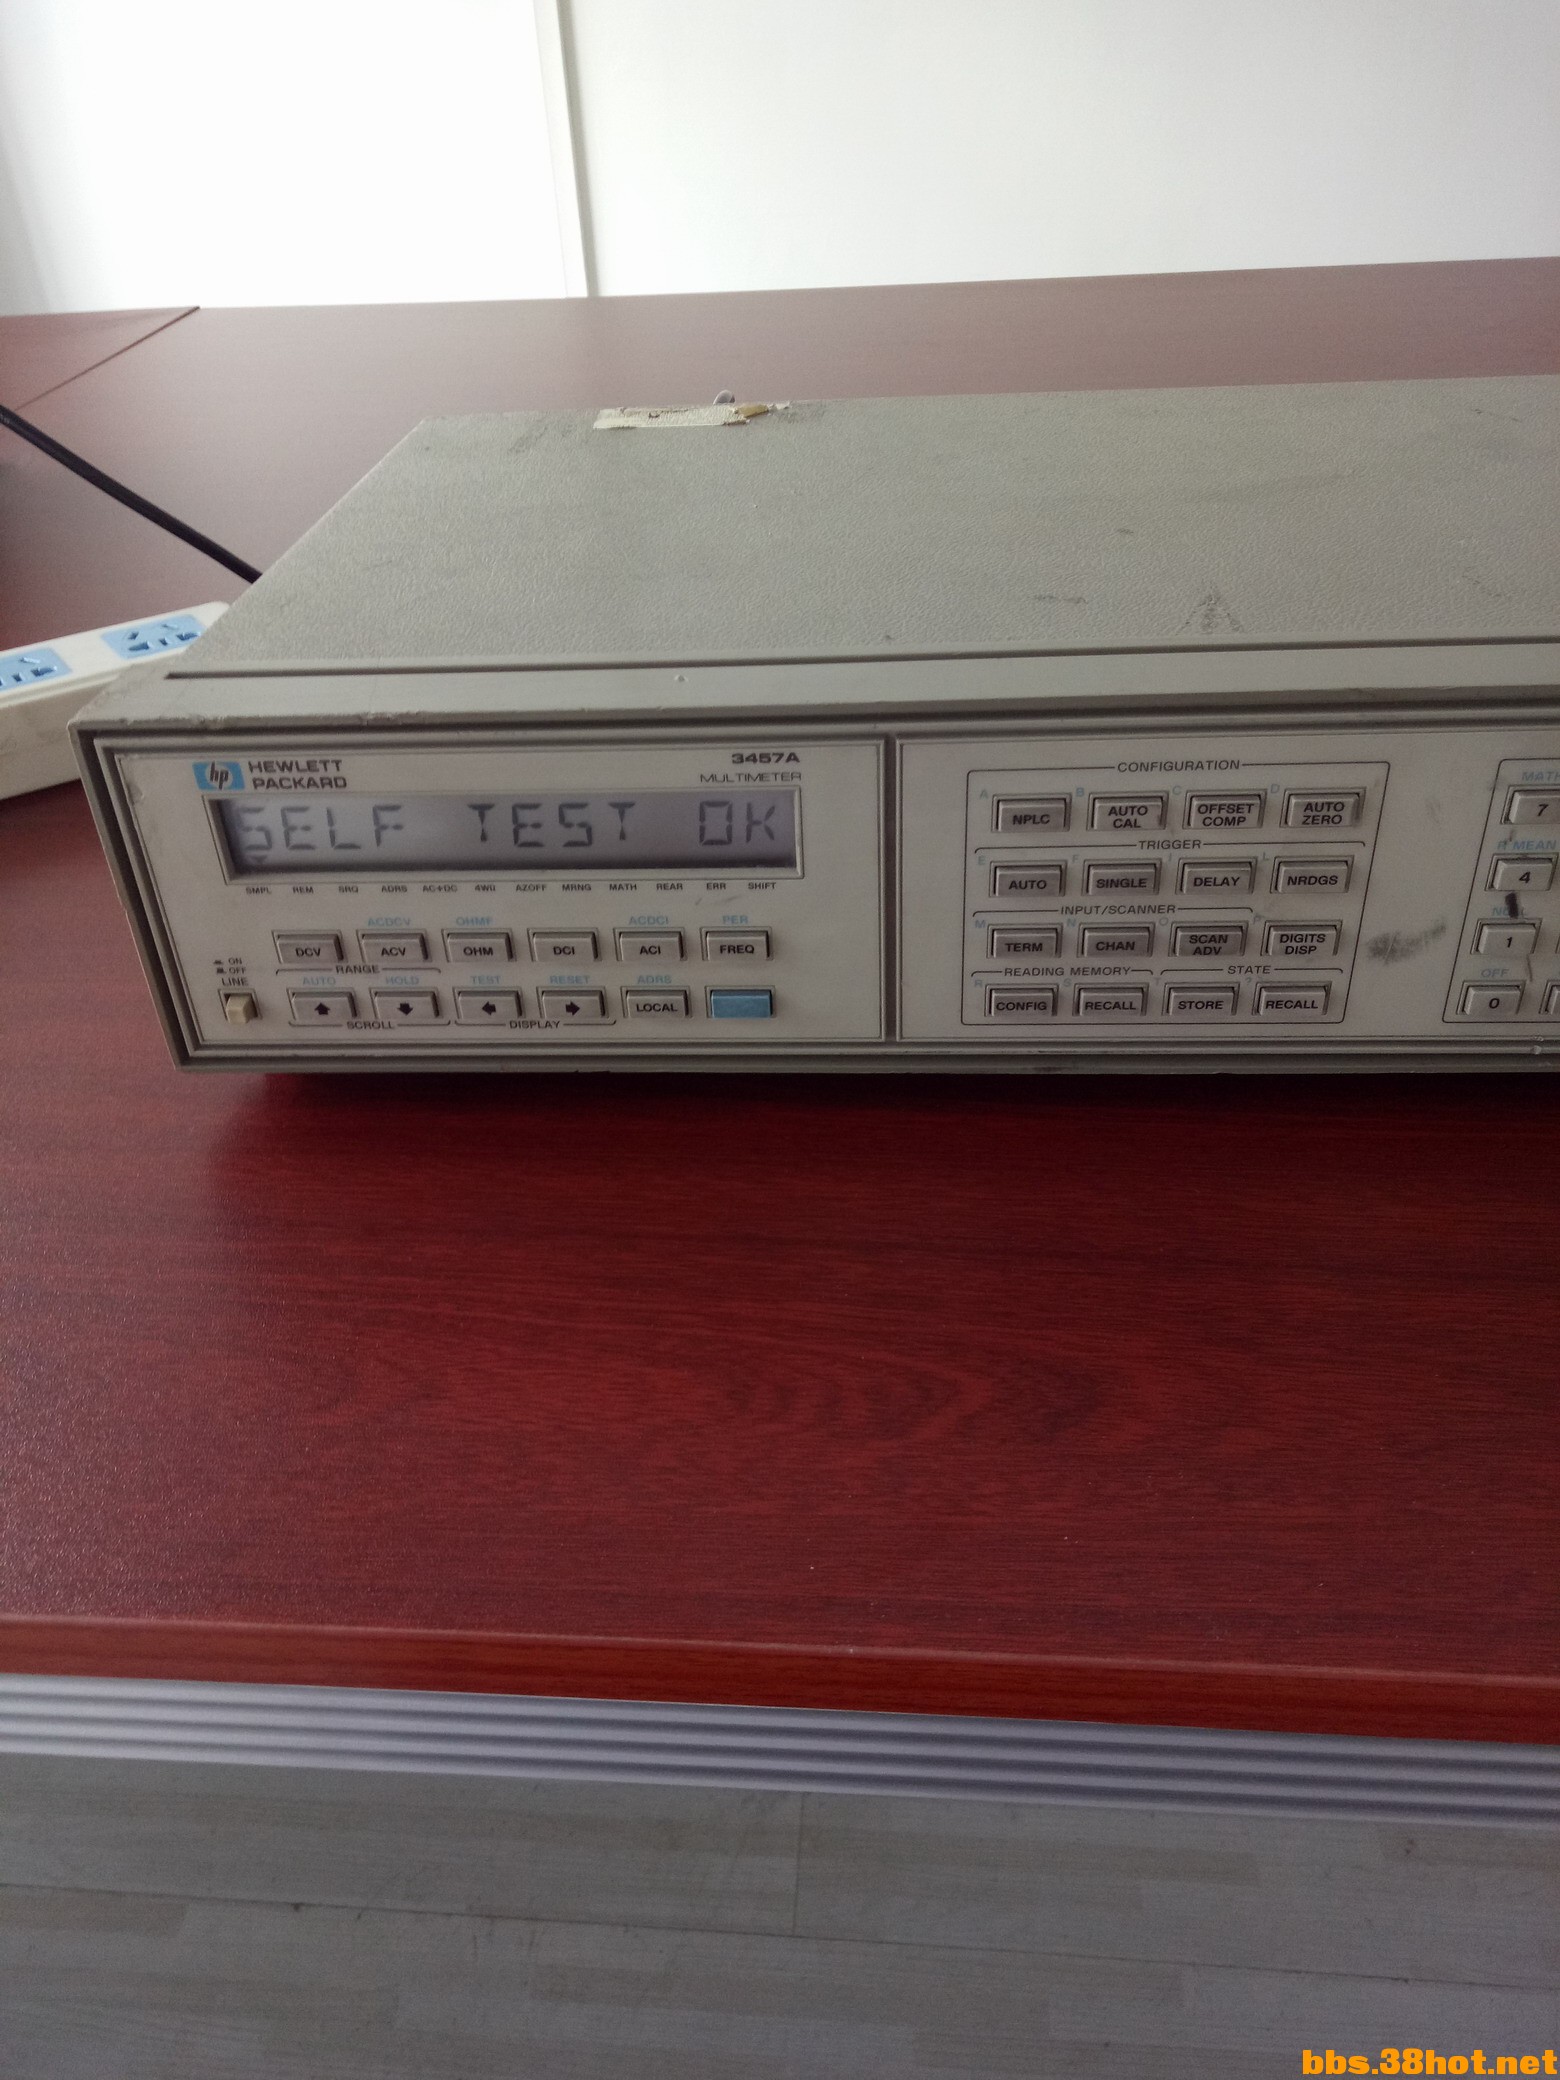 hp HEWLETT PACKARD
3457A
MULTIMETER
SELF TEST OK
SMPL REM SRQ ADRS AC+DC 4WΩ AZOFF MRNG MATH REAR ERR SHIFT
ACDCV OHMF ACDCI PER
DCV ACV OHM DCI ACI FREQ
ON
OFF
LINE
RANGE
AUTO HOLD TEST RESET ADRS
LOCAL
SCROLL DISPLAY
CONFIGURATION
A B C D
NPLC AUTO CAL OFFSET COMP AUTO ZERO
TRIGGER
E F I L
AUTO SINGLE DELAY NRDGS
INPUT/SCANNER
M N O P
TERM CHAN SCAN ADV DIGITS DISP
READING MEMORY STATE
R S T ?
CONFIG RECALL STORE RECALL
MATH
7
MEAN
4
1
OFF
0
bbs.38hot.net